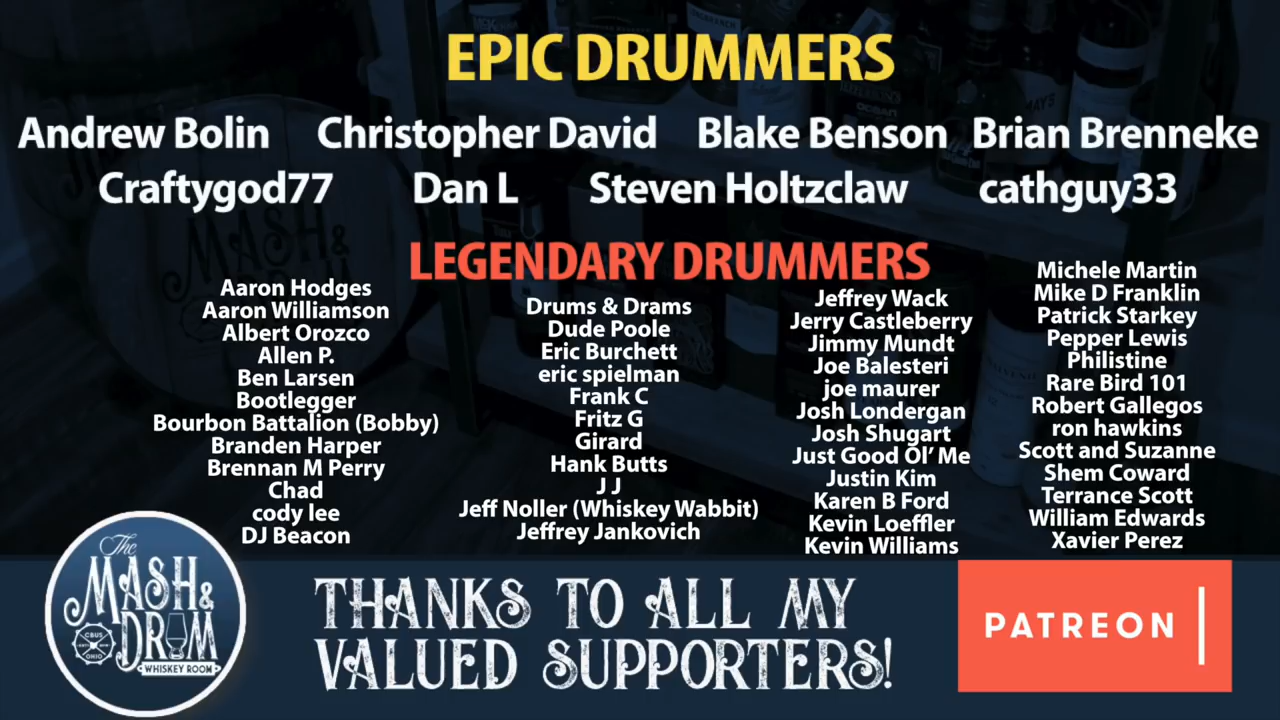 EPIC DRUMMERS
Andrew Bolin Christopher David Blake Benson Brian Brenneke
Craftygod77 Dan L Steven Holtzclaw cathguy33
LEGENDARY DRUMMERS
Aaron Hodges
Aaron Williamson
Albert Orozco
Allen P.
Ben Larsen
Bootlegger
Bourbon Battalion (Bobby)
Branden Harper
Brennan M Perry
Chad
cody lee
DJ Beacon
Drums & Drams
Dude Poole
Eric Burchett
eric spielman
Frank C
Fritz G
Girard
Hank Butts
J J
Jeff Noller (Whiskey Wabbit)
Jeffrey Jankovich
Jeffrey Wack
Jerry Castleberry
Jimmy Mundt
Joe Balesteri
joe maurer
Josh Londergan
Josh Shugart
Just Good Ol' Me
Justin Kim
Karen B Ford
Kevin Loeffler
Kevin Williams
Michele Martin
Mike D Franklin
Patrick Starkey
Pepper Lewis
Philistine
Rare Bird 101
Robert Gallegos
ron hawkins
Scott and Suzanne
Shem Coward
Terrance Scott
William Edwards
Xavier Perez
The
MASH &
DRUM
CBUS
OHIO
WHISKEY ROOM
THANKS TO ALL MY
VALUED SUPPORTERS!
PATREON
MASH &
DRUM